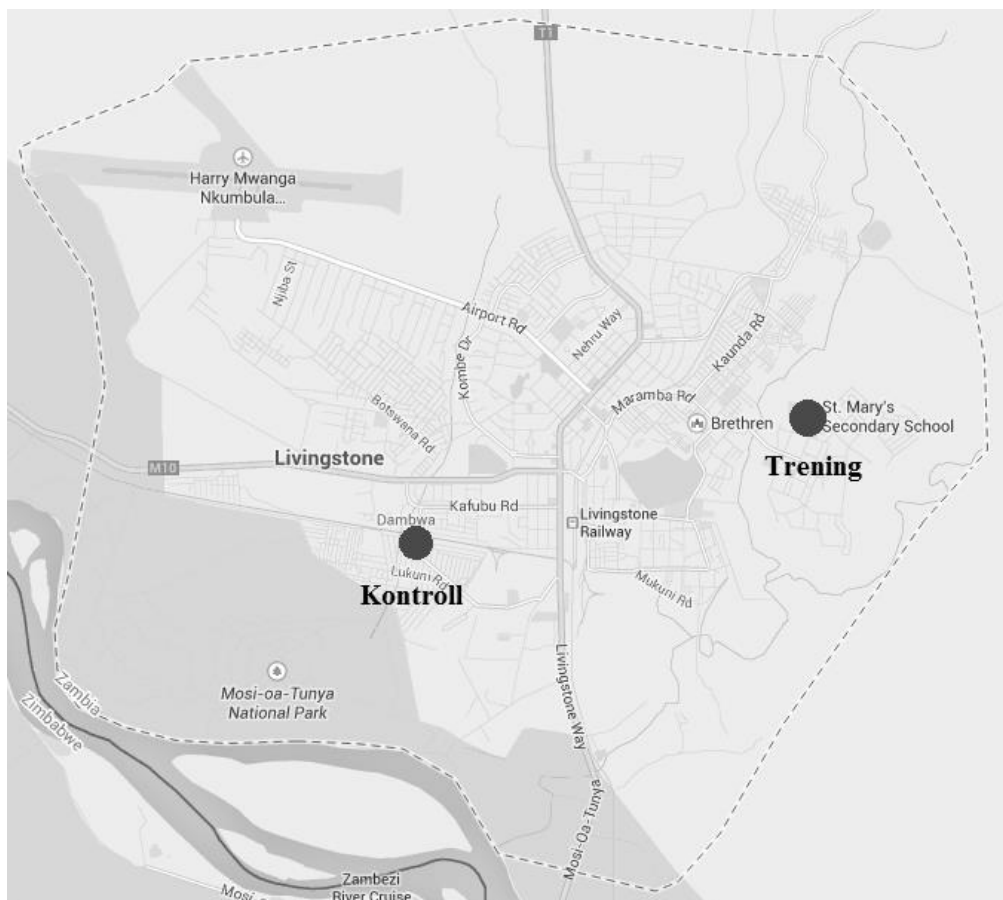 T1
Harry Mwanga
Nkumbula...
Njiba St
Airport Rd
Nehru Way
Kombe Dr
Kaunda Rd
Maramba Rd
Botswana Rd
Brethren
St. Mary's
Secondary School
Trening
M10
Livingstone
Kafubu Rd
Dambwa
Livingstone
Railway
Lukuni Rd
Kontroll
Mukuni Rd
Mosi-oa-Tunya
National Park
Livingstone Way
Zambia
Zimbabwe
Mosi-Oa-Tunya
Zambezi
River Cruise